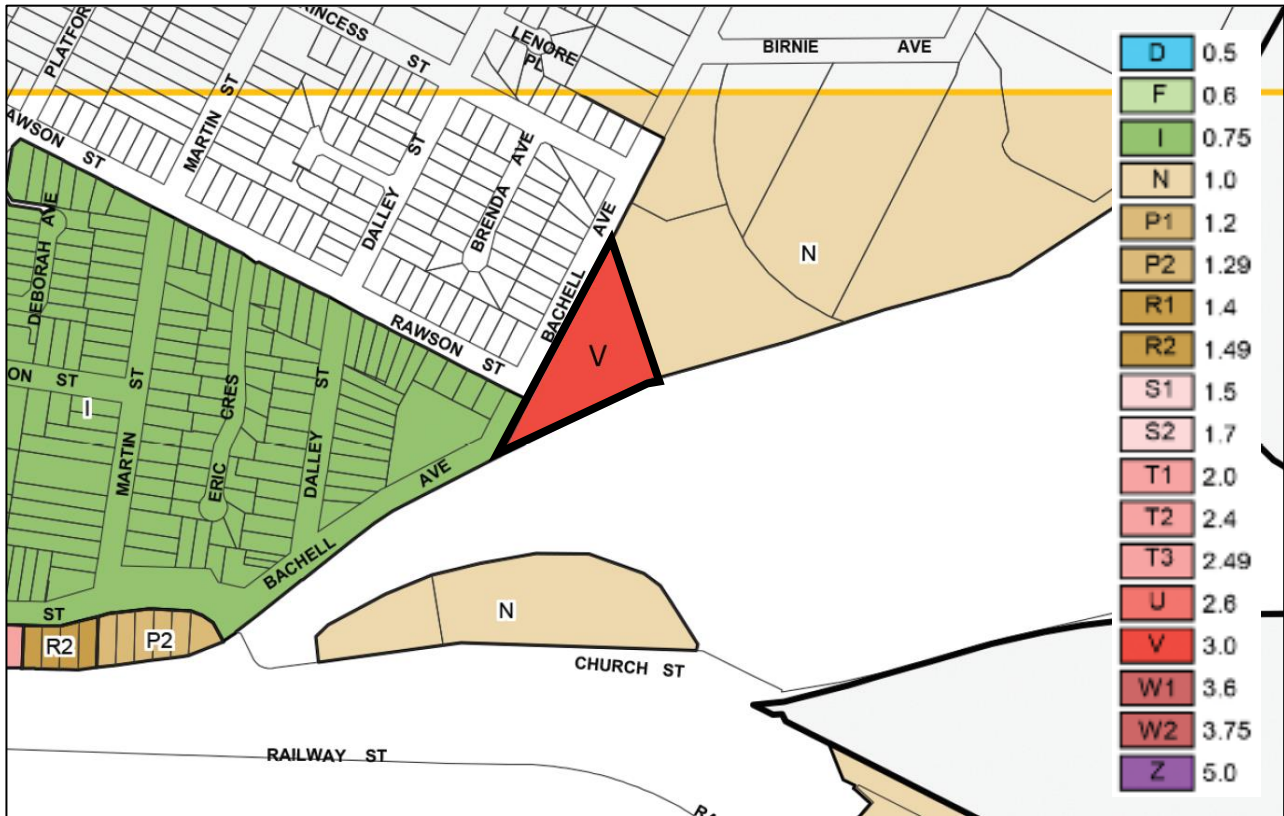 PLATFOR
RINCESS ST
LENORE PL
BIRNIE AVE
MARTIN ST
AWSON ST
DALLEY ST
BRENDA AVE
BACHELL AVE
DEBORAH AVE
RAWSON ST
N
V
ON ST
I
MARTIN ST
ERIC CRES
DALLEY ST
BACHELL AVE
ST
R2
P2
N
CHURCH ST
RAILWAY ST
RA
D 0.5
F 0.6
I 0.75
N 1.0
P1 1.2
P2 1.29
R1 1.4
R2 1.49
S1 1.5
S2 1.7
T1 2.0
T2 2.4
T3 2.49
U 2.6
V 3.0
W1 3.6
W2 3.75
Z 5.0